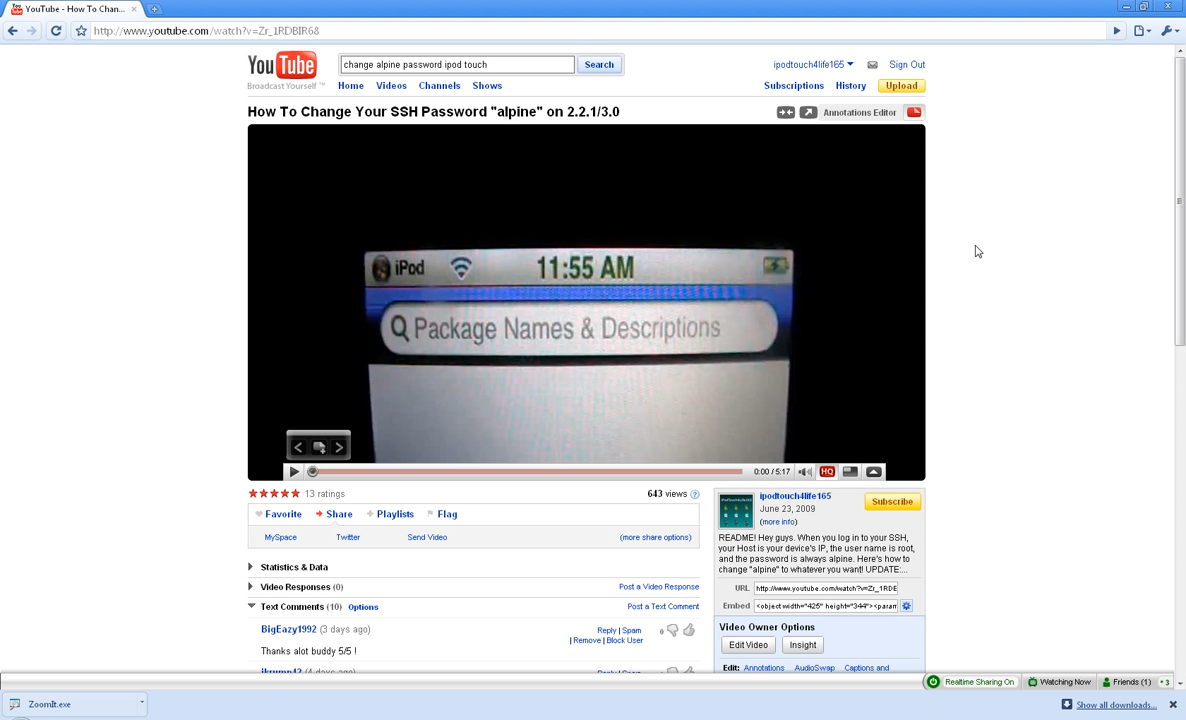 YouTube - How To Chan...
http://www.youtube.com/watch?v=Zr_1RDBIR68
YouTube
Broadcast Yourself ™
change alpine password ipod touch
Search
ipodtouch4life165
Sign Out
Home Videos Channels Shows
Subscriptions History Upload
How To Change Your SSH Password "alpine" on 2.2.1/3.0
Annotations Editor
iPod 11:55 AM
Package Names & Descriptions
0:00 / 5:17 HQ
13 ratings
643 views
Favorite Share Playlists Flag
MySpace Twitter Send Video (more share options)
Statistics & Data
Video Responses (0) Post a Video Response
Text Comments (10) Options Post a Text Comment
BigEazy1992 (3 days ago)
0
Reply | Spam
| Remove | Block User
Thanks alot buddy 5/5 !
ikrump42 (4 days ago)
ipodtouch4life165
June 23, 2009
(more info)
Subscribe
README! Hey guys. When you log in to your SSH,
your Host is your device's IP, the user name is root,
and the password is always alpine. Here's how to
change "alpine" to whatever you want! UPDATE:...
URL http://www.youtube.com/watch?v=Zr_1RDE
Embed <object width="425" height="344"><paran
Video Owner Options
Edit Video Insight
Edit: Annotations AudioSwap Captions and
Realtime Sharing On Watching Now Friends (1) +3
ZoomIt.exe
Show all downloads...